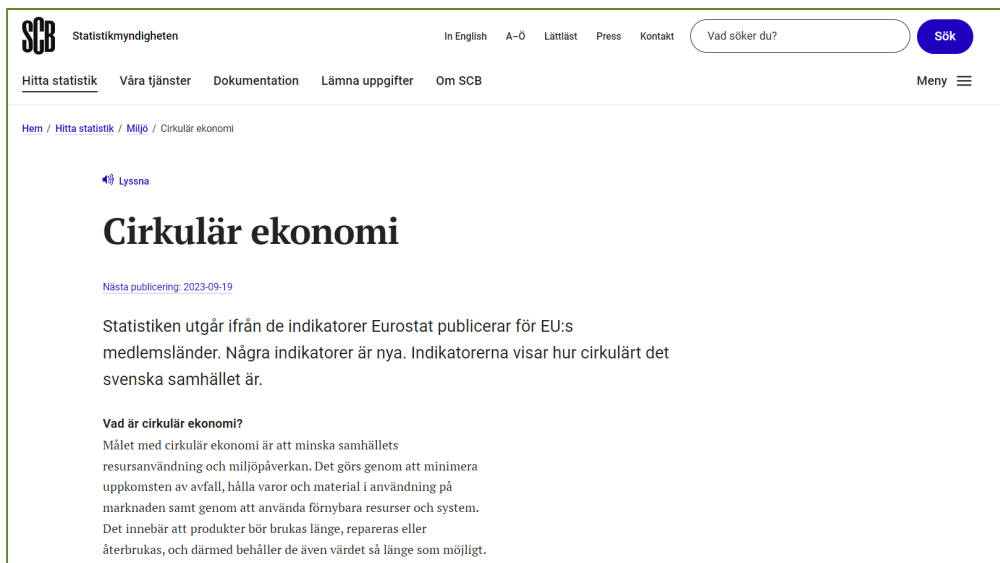 SCB
Statistikmyndigheten
In English A–Ö Lättläst Press Kontakt
Vad söker du?
Sök
Hitta statistik Våra tjänster Dokumentation Lämna uppgifter Om SCB
Meny
Hem / Hitta statistik / Miljö / Cirkulär ekonomi
Lyssna
Cirkulär ekonomi
Nästa publicering: 2023-09-19
Statistiken utgår ifrån de indikatorer Eurostat publicerar för EU:s
medlemsländer. Några indikatorer är nya. Indikatorerna visar hur cirkulärt det
svenska samhället är.
Vad är cirkulär ekonomi?
Målet med cirkulär ekonomi är att minska samhällets
resursanvändning och miljöpåverkan. Det görs genom att minimera
uppkomsten av avfall, hålla varor och material i användning på
marknaden samt genom att använda förnybara resurser och system.
Det innebär att produkter bör brukas länge, repareras eller
återbrukas, och därmed behåller de även värdet så länge som möjligt.